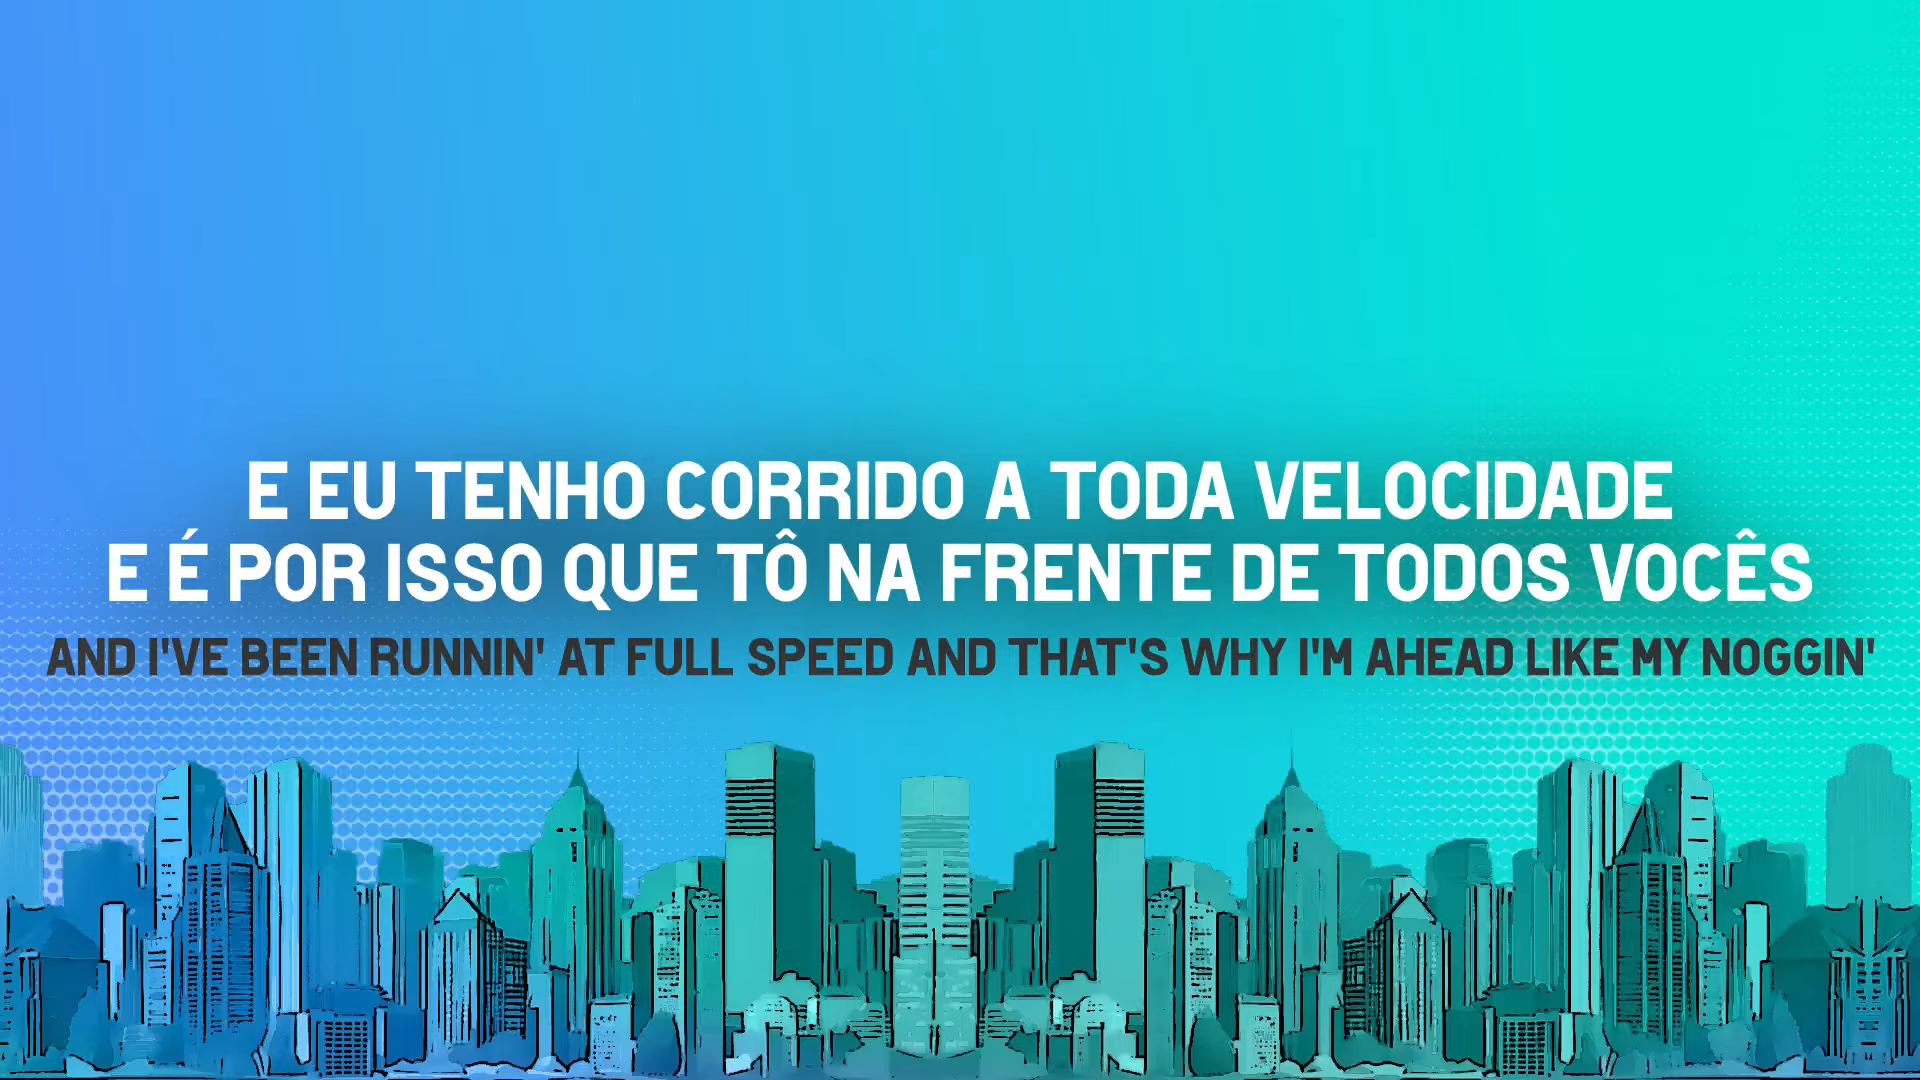 E EU TENHO CORRIDO A TODA VELOCIDADE
E É POR ISSO QUE TÔ NA FRENTE DE TODOS VOCÊS
AND I'VE BEEN RUNNIN' AT FULL SPEED AND THAT'S WHY I'M AHEAD LIKE MY NOGGIN'